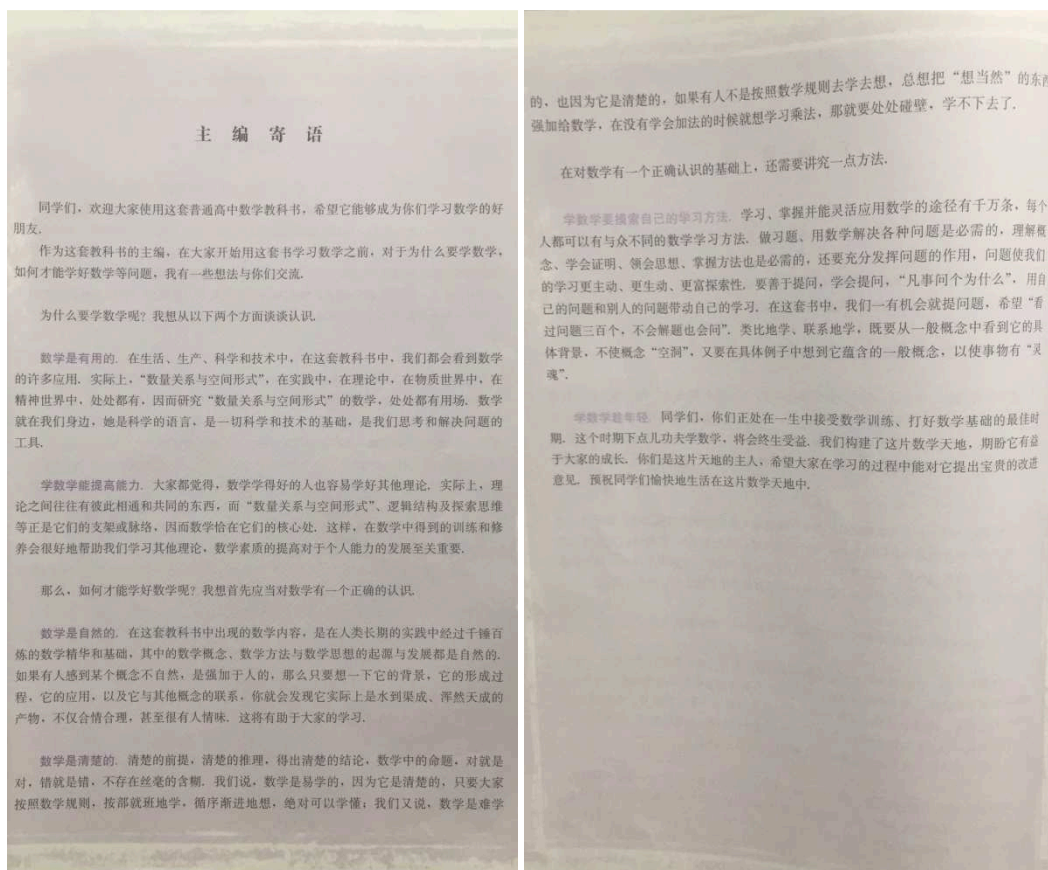 主 编 寄 语
同学们，欢迎大家使用这套普通高中数学教科书，希望它能够成为你们学习数学的好
朋友.
作为这套教科书的主编，在大家开始用这套书学习数学之前，对于为什么要学数学，
如何才能学好数学等问题，我有一些想法与你们交流.
为什么要学数学呢？我想从以下两个方面谈谈认识.
数学是有用的. 在生活、生产、科学和技术中，在这套教科书中，我们都会看到数学
的许多应用. 实际上，“数量关系与空间形式”，在实践中，在理论中，在物质世界中，在
精神世界中，处处都有，因而研究“数量关系与空间形式”的数学，处处都有用场. 数学
就在我们身边，她是科学的语言，是一切科学和技术的基础，是我们思考和解决问题的
工具.
学数学能提高能力. 大家都觉得，数学学得好的人也容易学好其他理论. 实际上，理
论之间往往有彼此相通和共同的东西，而“数量关系与空间形式”、逻辑结构及探索思维
等正是它们的支架或脉络，因而数学恰在它们的核心处. 这样，在数学中得到的训练和修
养会很好地帮助我们学习其他理论，数学素质的提高对于个人能力的发展至关重要.
那么，如何才能学好数学呢？我想首先应当对数学有一个正确的认识.
数学是自然的. 在这套教科书中出现的数学内容，是在人类长期的实践中经过千锤百
炼的数学精华和基础，其中的数学概念、数学方法与数学思想的起源与发展都是自然的.
如果有人感到某个概念不自然，是强加于人的，那么只要想一下它的背景，它的形成过
程，它的应用，以及它与其他概念的联系，你就会发现它实际上是水到渠成、浑然天成的
产物，不仅合情合理，甚至很有人情味. 这将有助于大家的学习.
数学是清楚的. 清楚的前提，清楚的推理，得出清楚的结论，数学中的命题，对就是
对，错就是错，不存在丝毫的含糊. 我们说，数学是易学的，因为它是清楚的，只要大家
按照数学规则，按部就班地学，循序渐进地想，绝对可以学懂；我们又说，数学是难学
的，也因为它是清楚的，如果有人不是按照数学规则去学去想，总想把“想当然”的东西
强加给数学，在没有学会加法的时候就想学习乘法，那就要处处碰壁，学不下去了.
在对数学有一个正确认识的基础上，还需要讲究一点方法.
学数学要摸索自己的学习方法. 学习、掌握并能灵活应用数学的途径有千万条，每个
人都可以有与众不同的数学学习方法. 做习题、用数学解决各种问题是必需的，理解概
念、学会证明、领会思想、掌握方法也是必需的，还要充分发挥问题的作用，问题使我们
的学习更主动、更生动、更富探索性. 要善于提问，学会提问，“凡事问个为什么”，用自
己的问题和别人的问题带动自己的学习. 在这套书中，我们一有机会就提问题，希望“看
过问题三百个，不会解题也会问”. 类比地学、联系地学，既要从一般概念中看到它的具
体背景，不使概念“空洞”，又要在具体例子中想到它蕴含的一般概念，以使事物有“灵
魂”.
学数学趁年轻. 同学们，你们正处在一生中接受数学训练、打好数学基础的最佳时
期. 这个时期下点儿功夫学数学，将会终生受益. 我们构建了这片数学天地，期盼它有益
于大家的成长. 你们是这片天地的主人，希望大家在学习的过程中能对它提出宝贵的改进
意见. 预祝同学们愉快地生活在这片数学天地中.